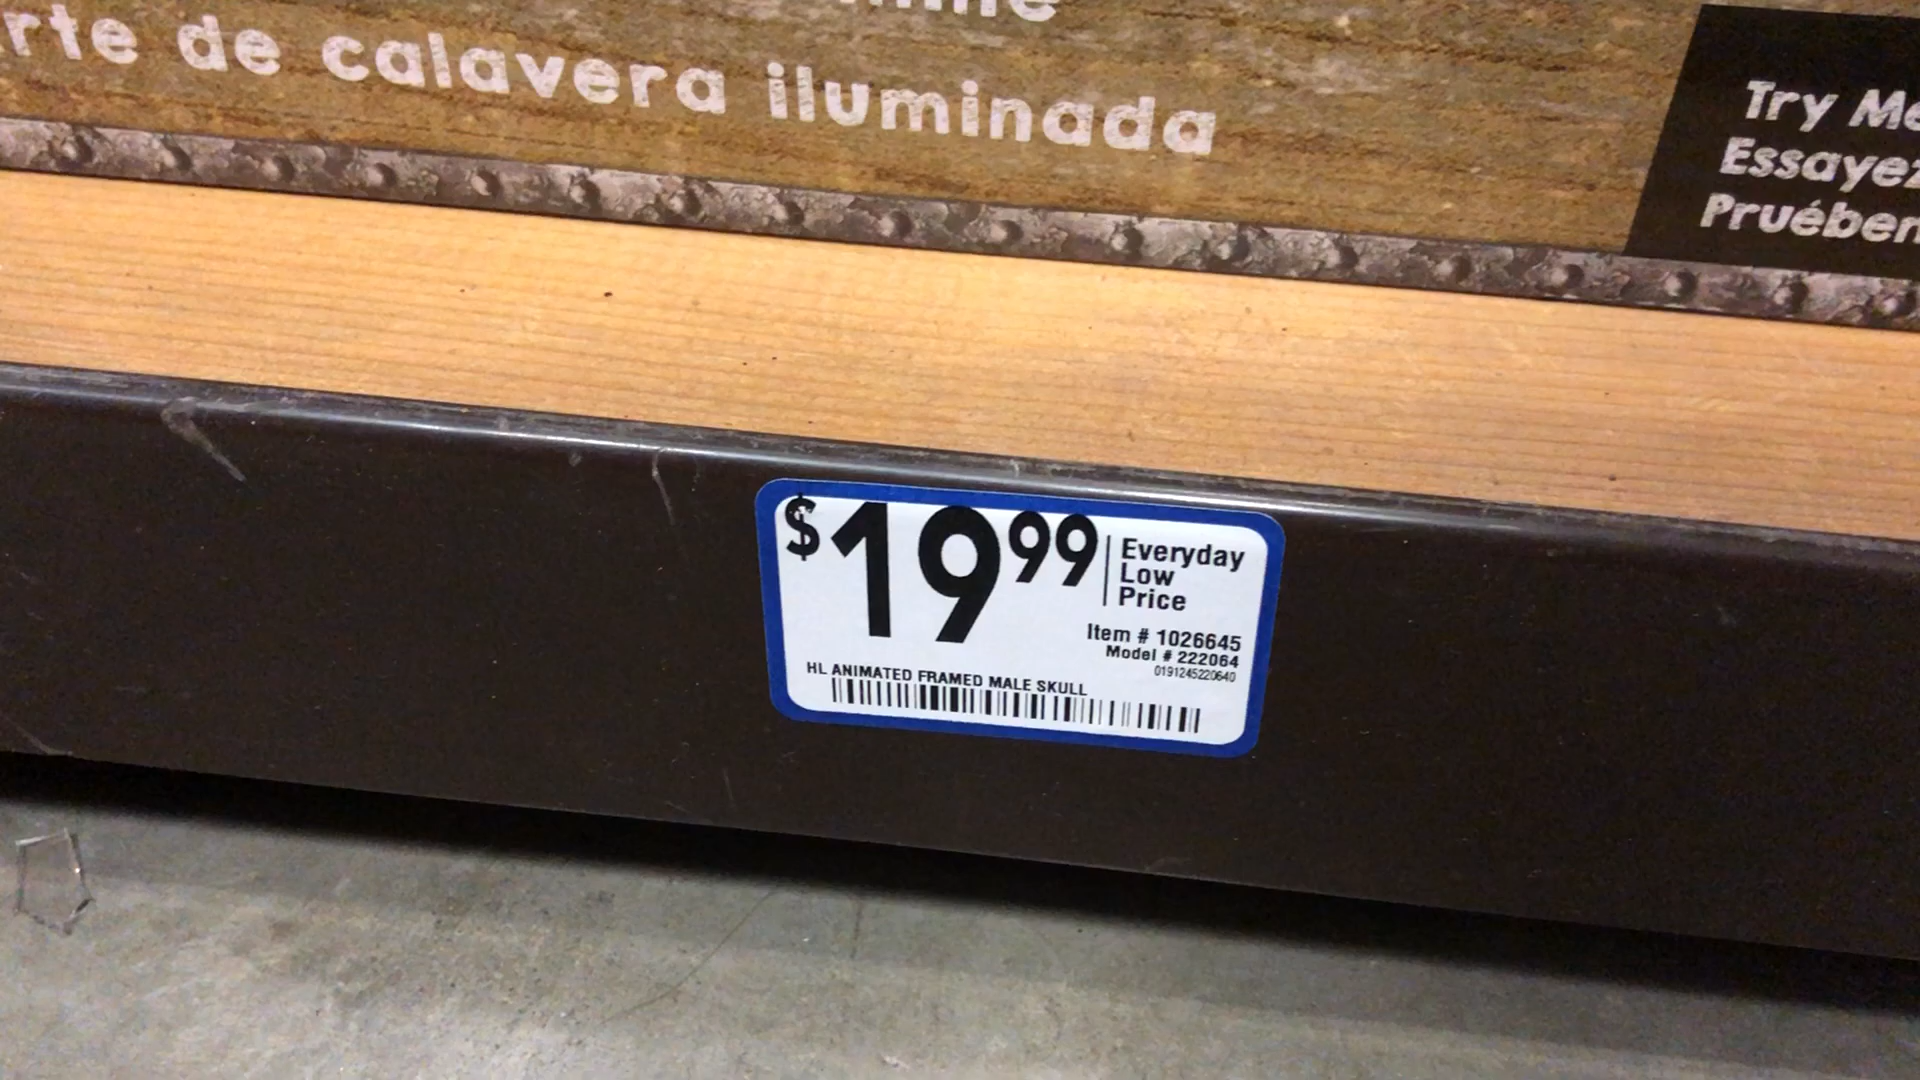 rte de calavera iluminada
Try Me
Essayez
Pruében
$19.99
Everyday
Low
Price
Item # 1026645
Model # 222064
0191245220640
HL ANIMATED FRAMED MALE SKULL